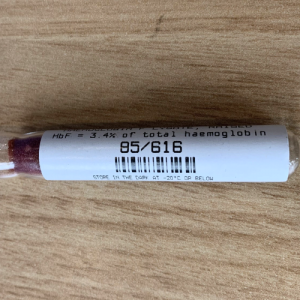 HbF = 3.4% of total haemoglobin
85/616
STORE IN THE DARK AT -20°C OR BELOW